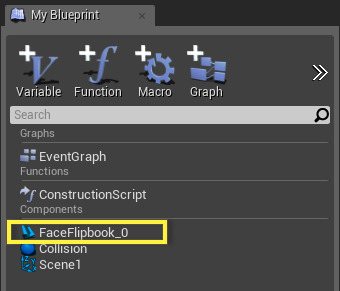 My Blueprint
Variable Function Macro Graph
Search
Graphs
EventGraph
Functions
ConstructionScript
Components
FaceFlipbook_0
Collision
Scene1